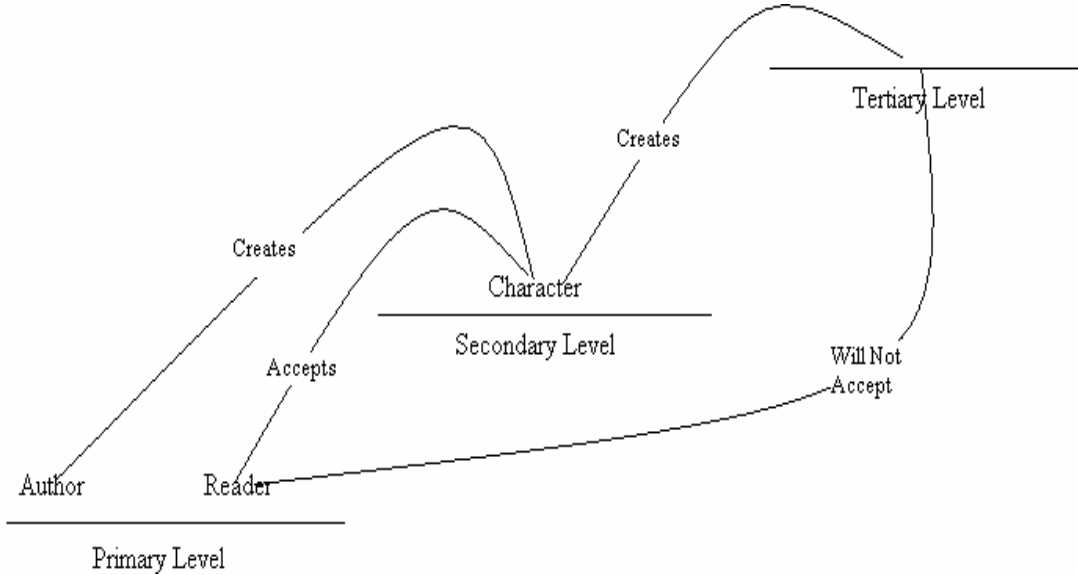 Tertiary Level
Creates
Creates
Character
Secondary Level
Accepts
Will Not
Accept
Author
Reader
Primary Level